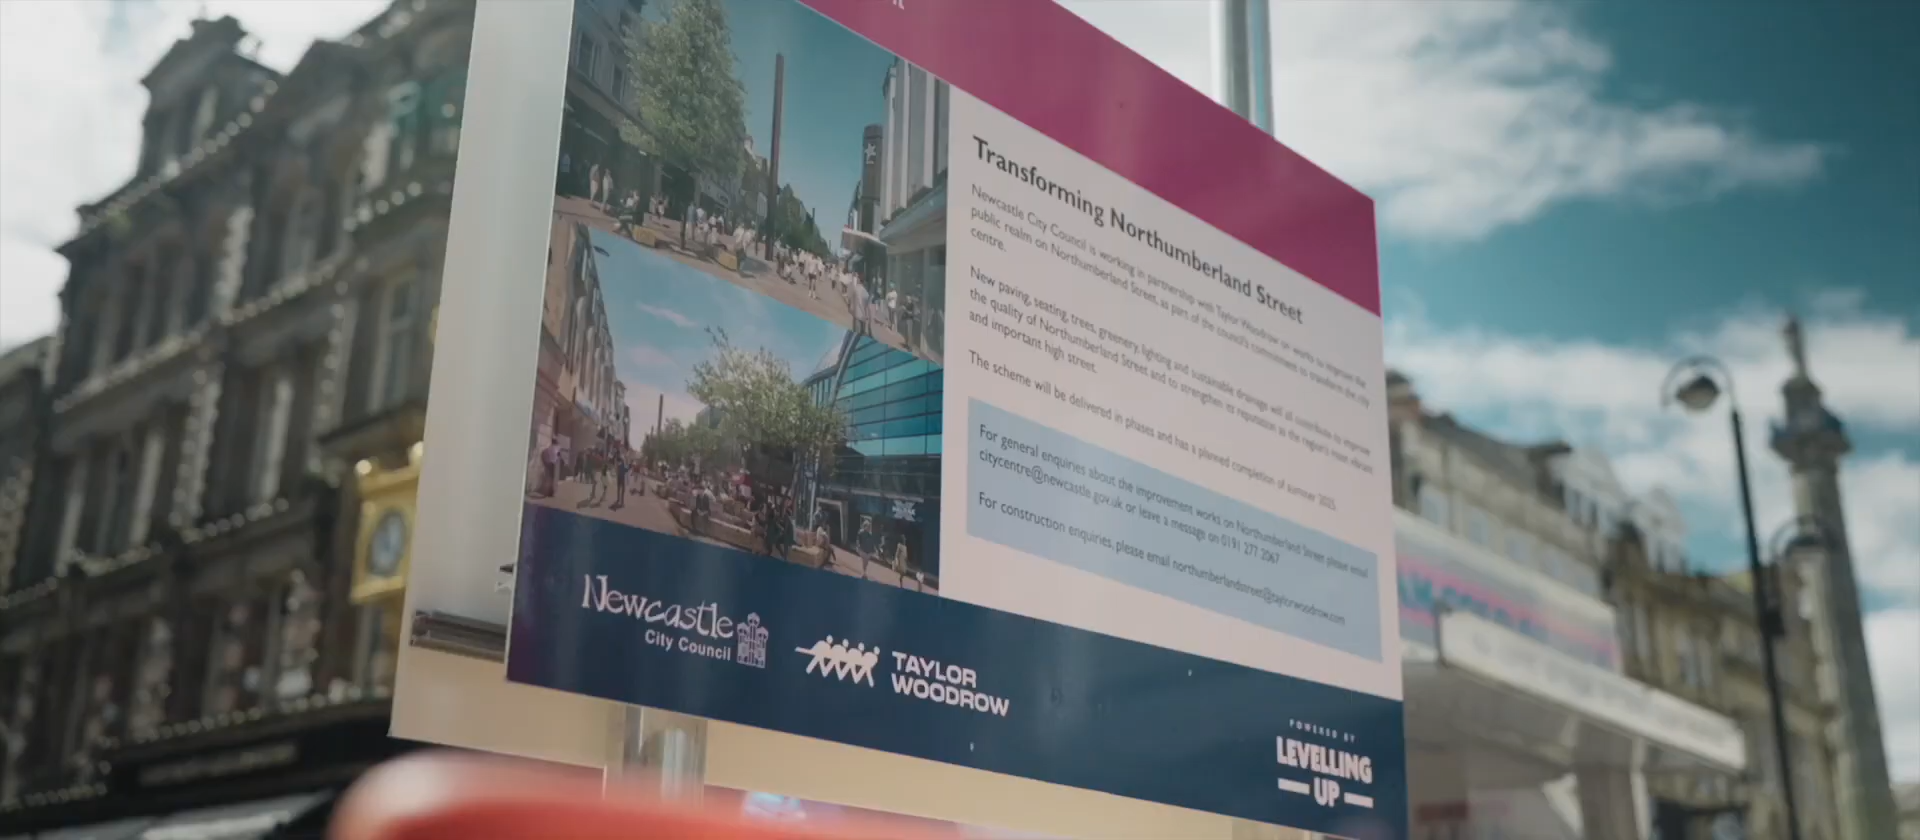 Transforming Northumberland Street
Newcastle City Council is working in partnership with Taylor Woodrow on works to improve the
public realm on Northumberland Street, as part of the council's commitment to transform the city
centre.
New paving, seating, trees, greenery, lighting and sustainable drainage will all contribute to improve
the quality of Northumberland Street and to strengthen its reputation as the region's most vibrant
and important high street.
The scheme will be delivered in phases and has a planned completion of summer 2025.
For general enquiries about the improvement works on Northumberland Street please email
citycentre@newcastle.gov.uk or leave a message on 0191 277 2067
For construction enquiries, please email northumberlandstreet@taylorwoodrow.com
Newcastle
City Council
TAYLOR
WOODROW
POWERED BY
LEVELLING
UP